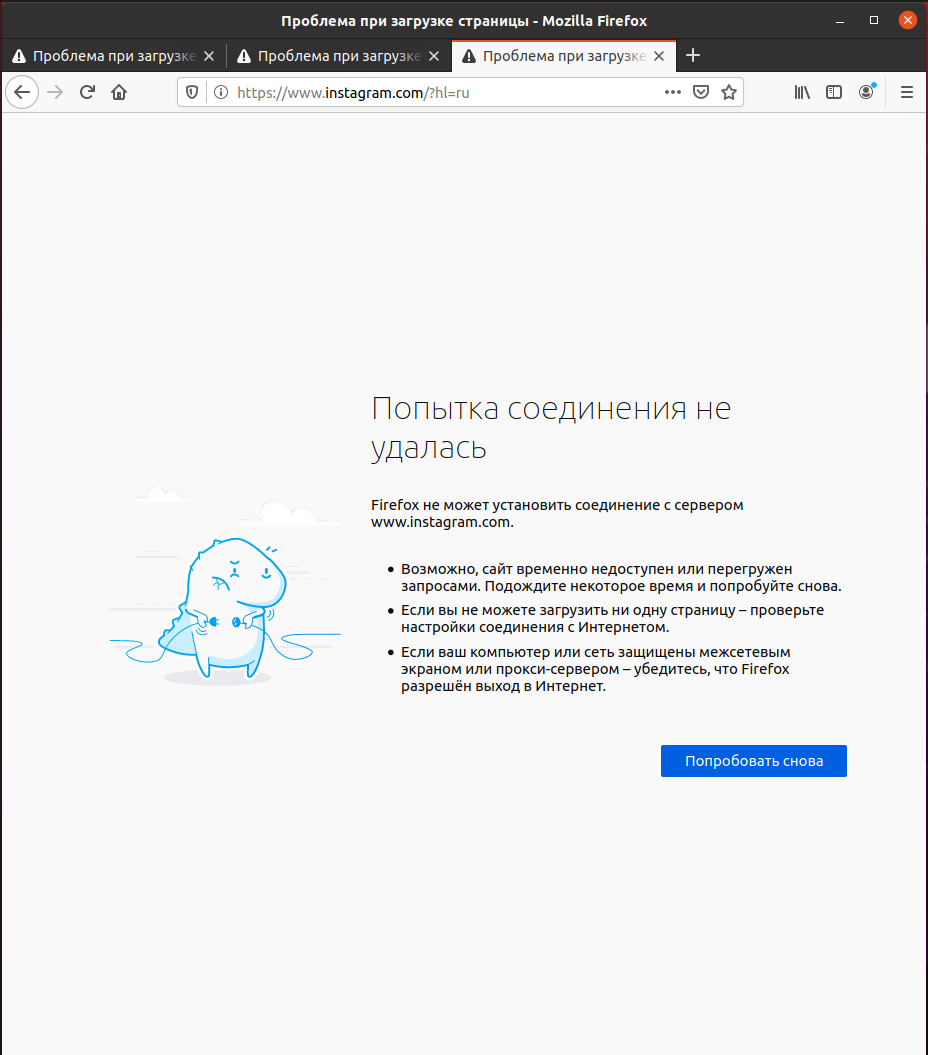 Проблема при загрузке страницы - Mozilla Firefox
Проблема при загрузке
Проблема при загрузке
Проблема при загрузке
https://www.instagram.com/?hl=ru
Попытка соединения не
удалась
Firefox не может установить соединение с сервером
www.instagram.com.
• Возможно, сайт временно недоступен или перегружен
запросами. Подождите некоторое время и попробуйте снова.
• Если вы не можете загрузить ни одну страницу – проверьте
настройки соединения с Интернетом.
• Если ваш компьютер или сеть защищены межсетевым
экраном или прокси-сервером – убедитесь, что Firefox
разрешён выход в Интернет.
Попробовать снова